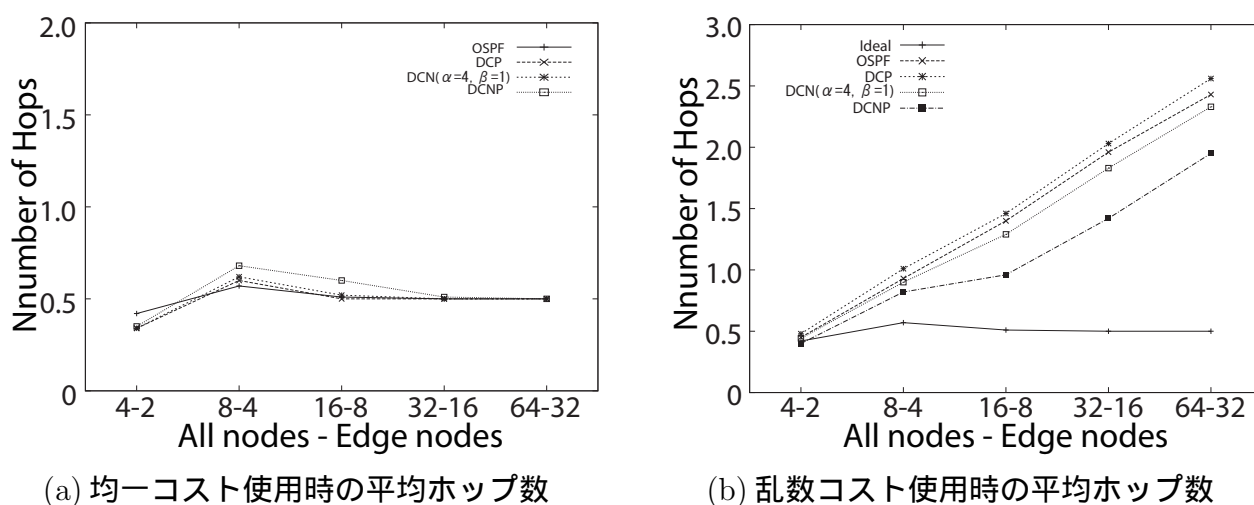 2.0
1.5
1.0
0.5
0
Nnumber of Hops
OSPF
DCP
DCN(α=4, β=1)
DCNP
4-2 8-4 16-8 32-16 64-32
All nodes - Edge nodes
(a) 均一コスト使用時の平均ホップ数
3.0
2.5
2.0
1.5
1.0
0.5
0
Nnumber of Hops
Ideal
OSPF
DCP
DCN(α=4, β=1)
DCNP
4-2 8-4 16-8 32-16 64-32
All nodes - Edge nodes
(b) 乱数コスト使用時の平均ホップ数